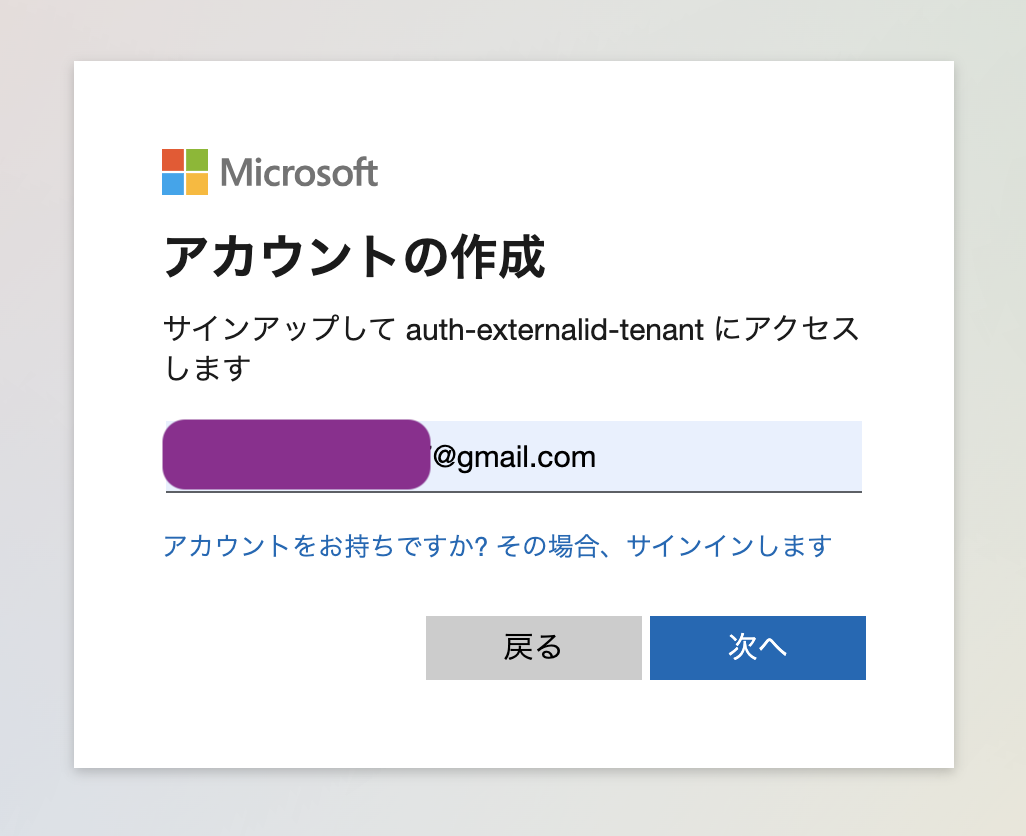 Microsoft
アカウントの作成
サインアップして auth-externalid-tenant にアクセス
します
@gmail.com
アカウントをお持ちですか? その場合、サインインします
戻る
次へ